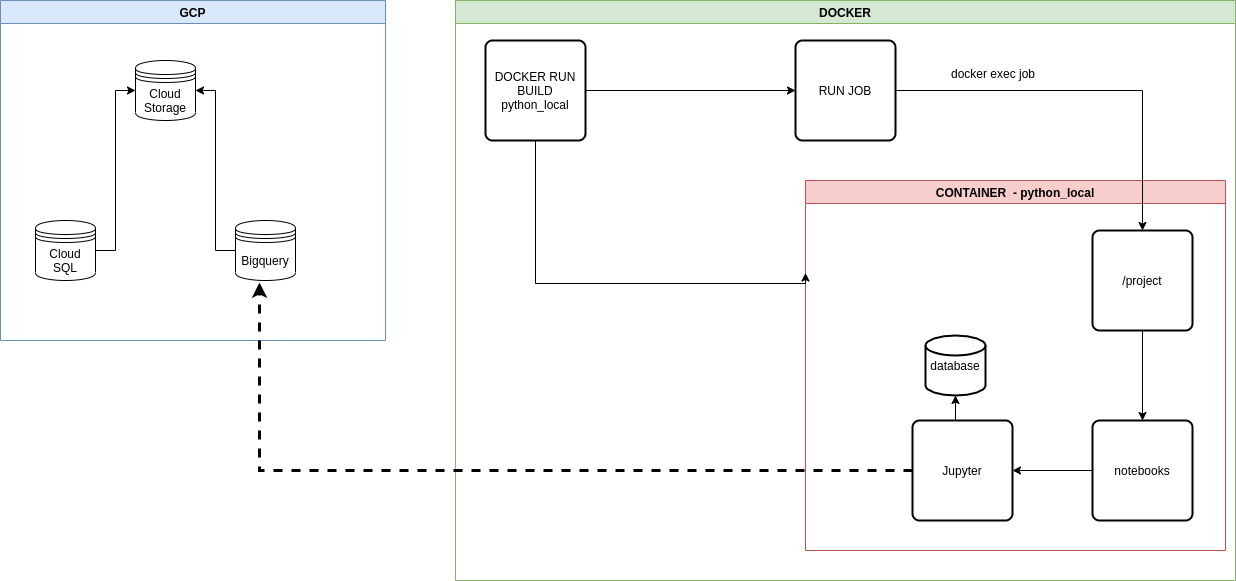 GCP
Cloud
Storage
Cloud
SQL
Bigquery
DOCKER
DOCKER RUN
BUILD
python_local
RUN JOB
docker exec job
CONTAINER  - python_local
/project
database
Jupyter
notebooks